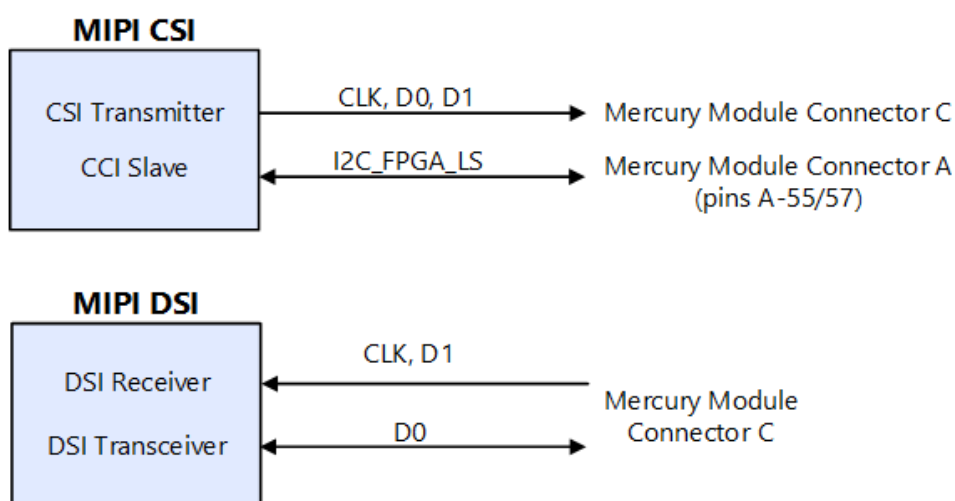 MIPI CSI
CSI Transmitter
CLK, D0, D1
Mercury Module Connector C
CCI Slave
I2C_FPGA_LS
Mercury Module Connector A
(pins A-55/57)
MIPI DSI
DSI Receiver
CLK, D1
Mercury Module
Connector C
DSI Transceiver
D0